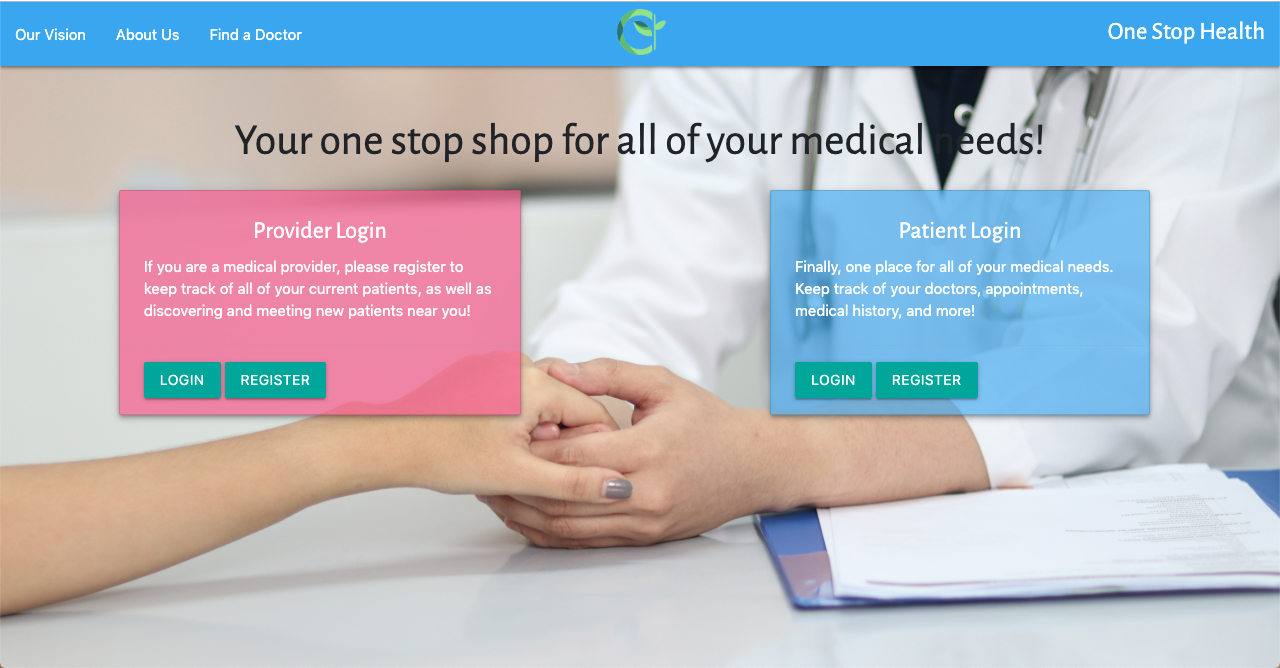 Our Vision About Us Find a Doctor One Stop Health
Your one stop shop for all of your medical needs!
Provider Login
If you are a medical provider, please register to
keep track of all of your current patients, as well as
discovering and meeting new patients near you!
LOGIN REGISTER
Patient Login
Finally, one place for all of your medical needs.
Keep track of your doctors, appointments,
medical history, and more!
LOGIN REGISTER